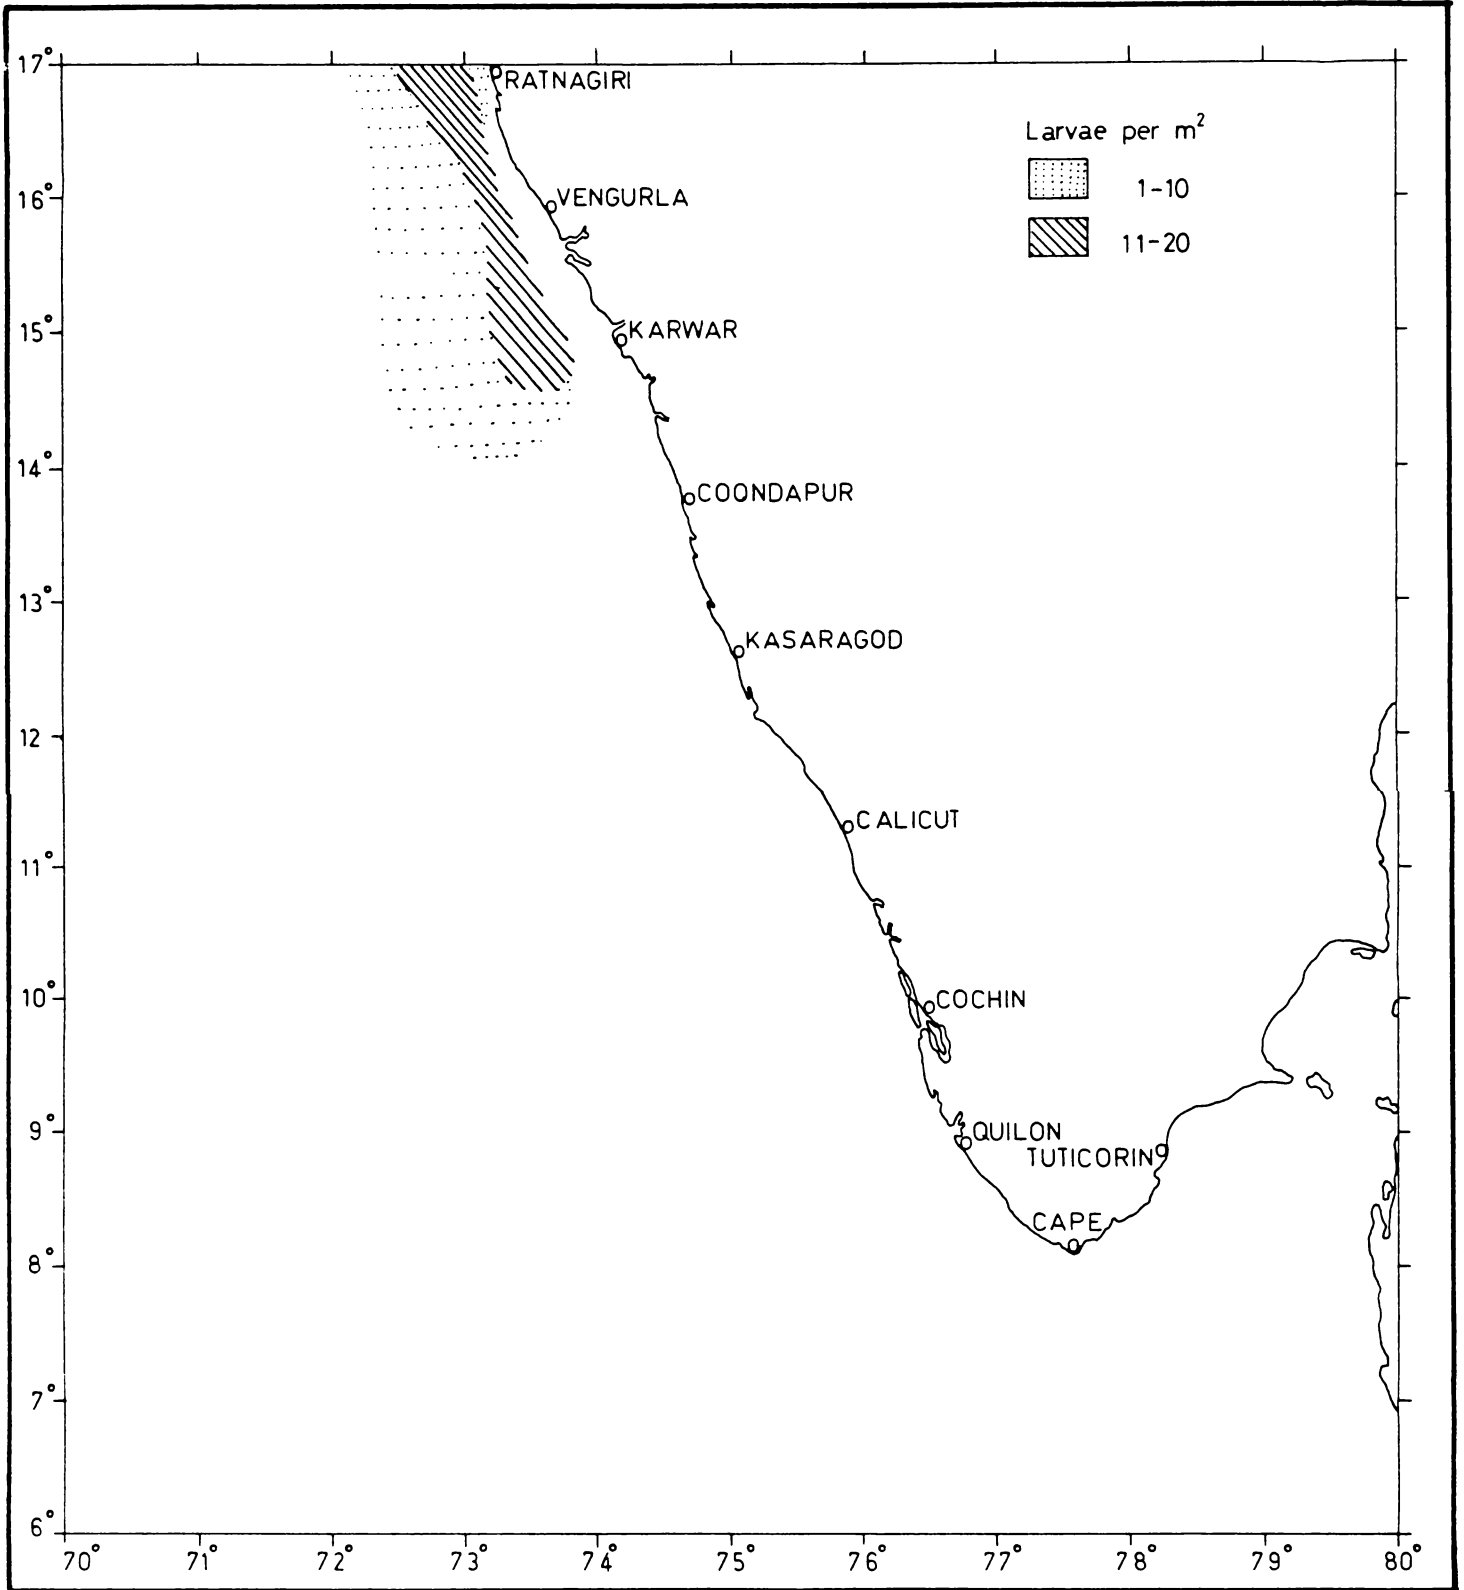 17°
RATNAGIRI
Larvae per m²
1-10
16°
VENGURLA
11-20
15°
KARWAR
14°
COONDAPUR
13°
KASARAGOD
12
CALICUT
11°
10°
COCHIN
9°
QUILON
TUTICORIN
CAPE
8°
7°
6°
70° 71° 72° 73° 74° 75° 76° 77° 78° 79° 80°